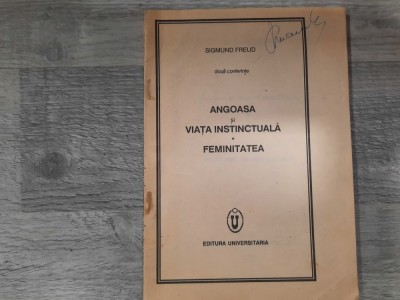 SIGMUND FREUD
două conferințe
ANGOASA
și
VIAȚA INSTINCTUALĂ
•
FEMINITATEA
EDITURA UNIVERSITARIA